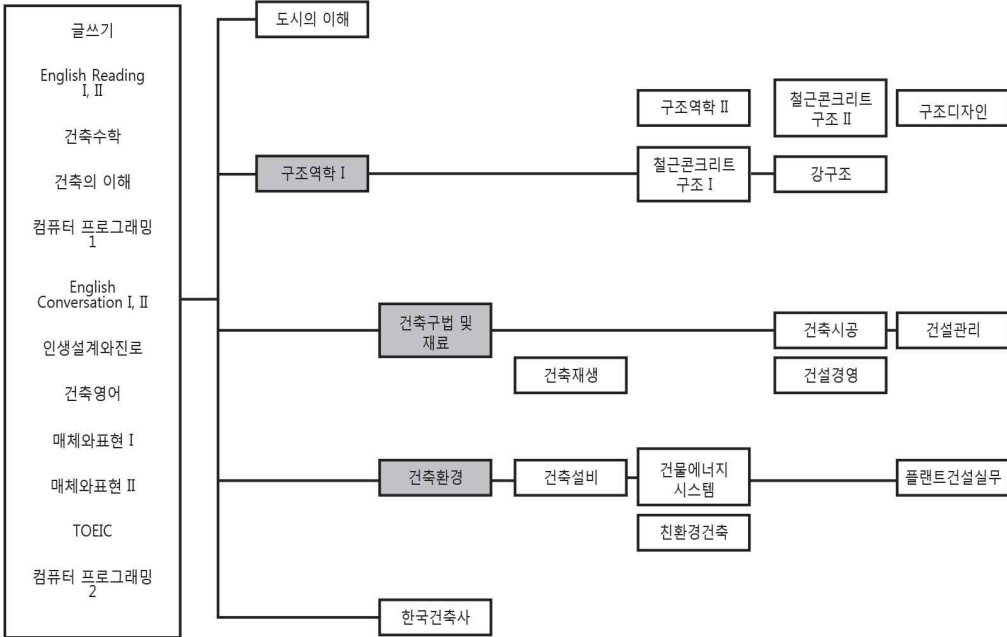 글쓰기
English Reading
I, II
건축수학
건축의 이해
컴퓨터 프로그래밍
1
English
Conversation I, II
인생설계와진로
건축영어
매체와표현 I
매체와표현 II
TOEIC
컴퓨터 프로그래밍
2
도시의 이해
구조역학 I
구조역학 II
철근콘크리트
구조 I
철근콘크리트
구조 II
강구조
구조디자인
건축구법 및
재료
건축재생
건축시공
건설경영
건설관리
건축환경
건축설비
건물에너지
시스템
친환경건축
플랜트건설실무
한국건축사